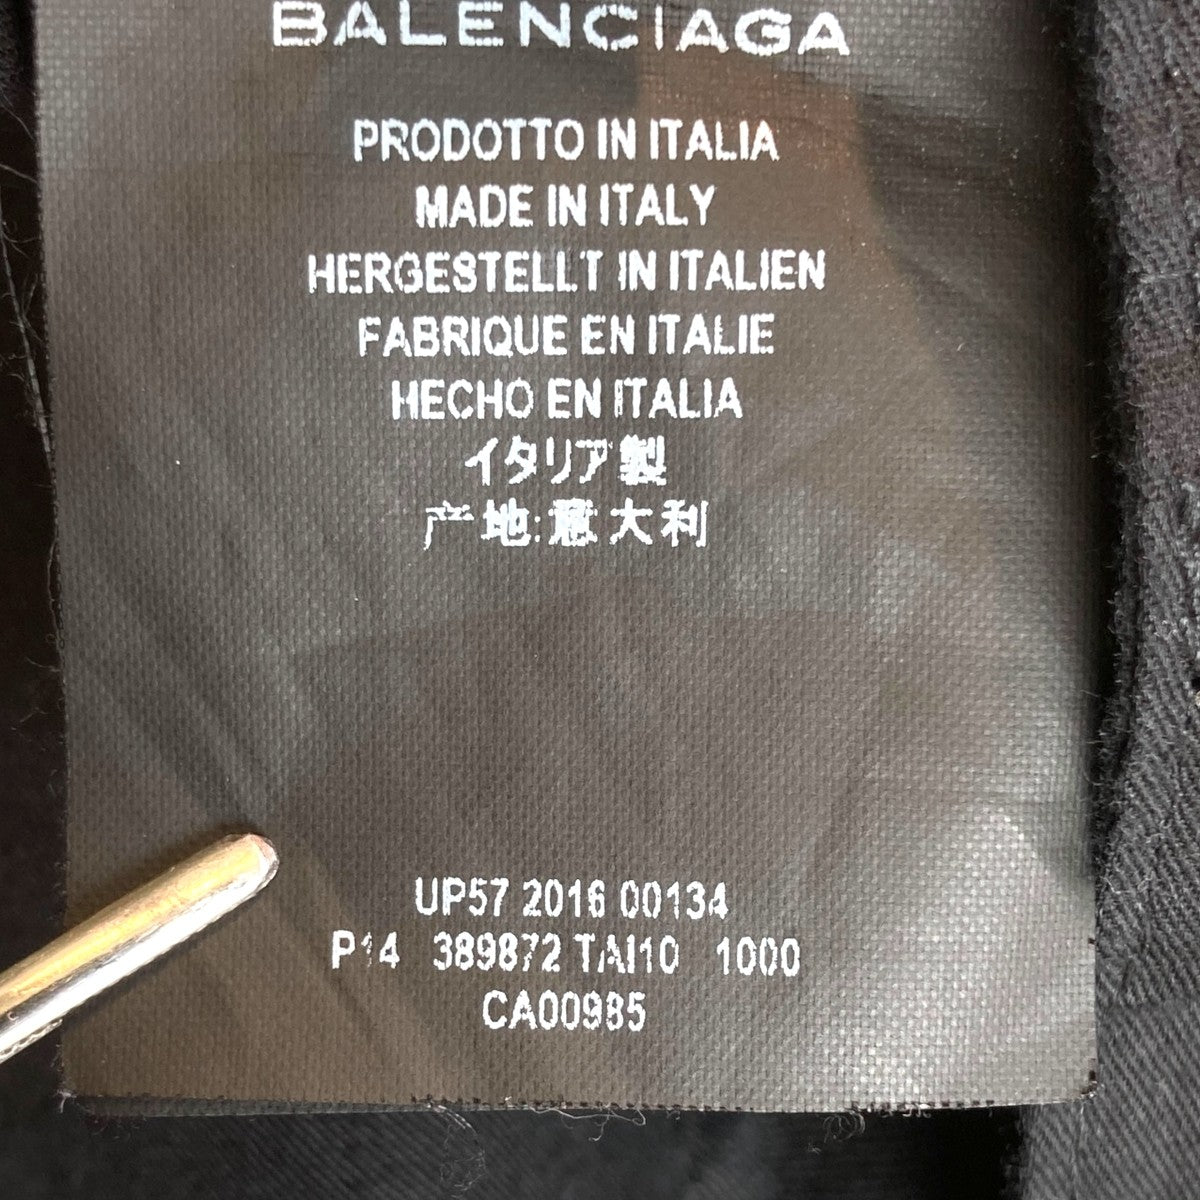 BALENCIAGA
PRODOTTO IN ITALIA
MADE IN ITALY
HERGESTELLT IN ITALIEN
FABRIQUE EN ITALIE
HECHO EN ITALIA
イタリア製
产地:意大利
UP57 2016 00134
P14 389872 TAI10 1000
CA00985